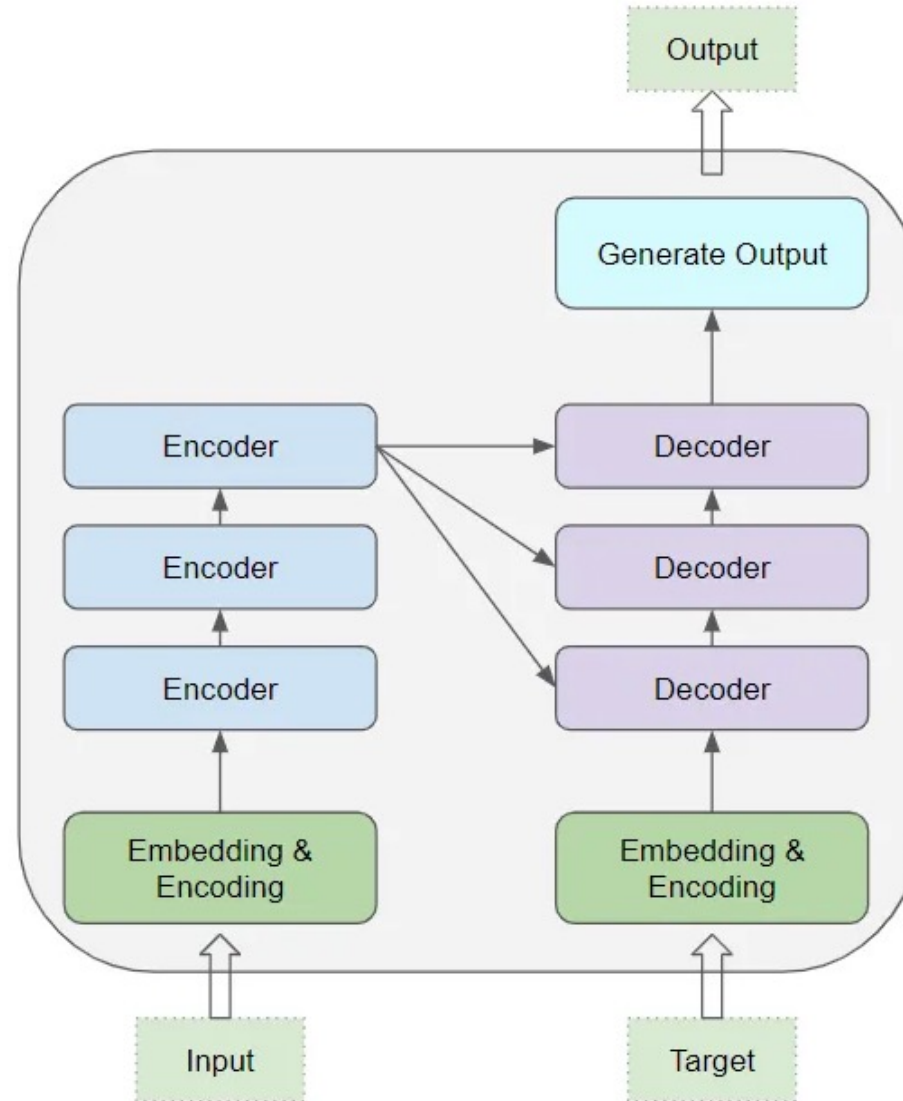 Output
Generate Output
Encoder
Decoder
Encoder
Decoder
Encoder
Decoder
Embedding &
Encoding
Embedding &
Encoding
Input
Target